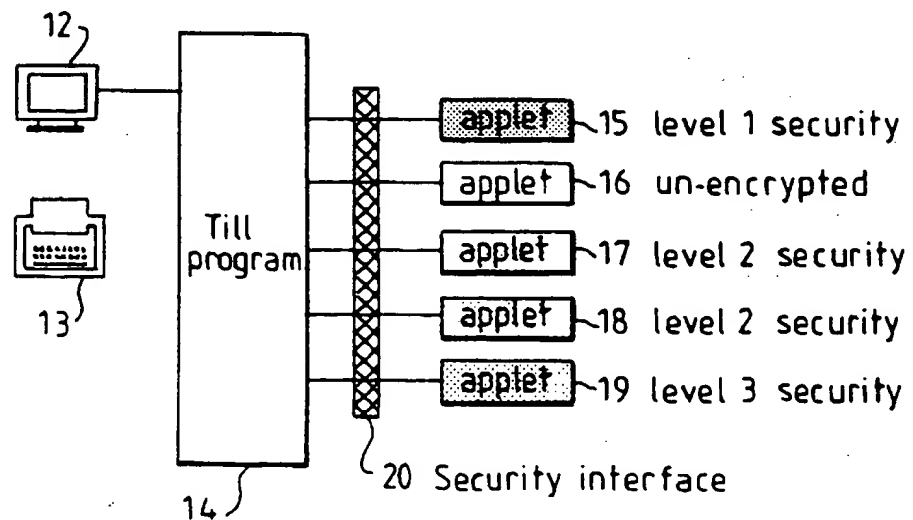 12
applet 15 level 1 security
applet 16 un-encrypted
Till
program
applet 17 level 2 security
applet 18 level 2 security
13
applet 19 level 3 security
20 Security interface
14